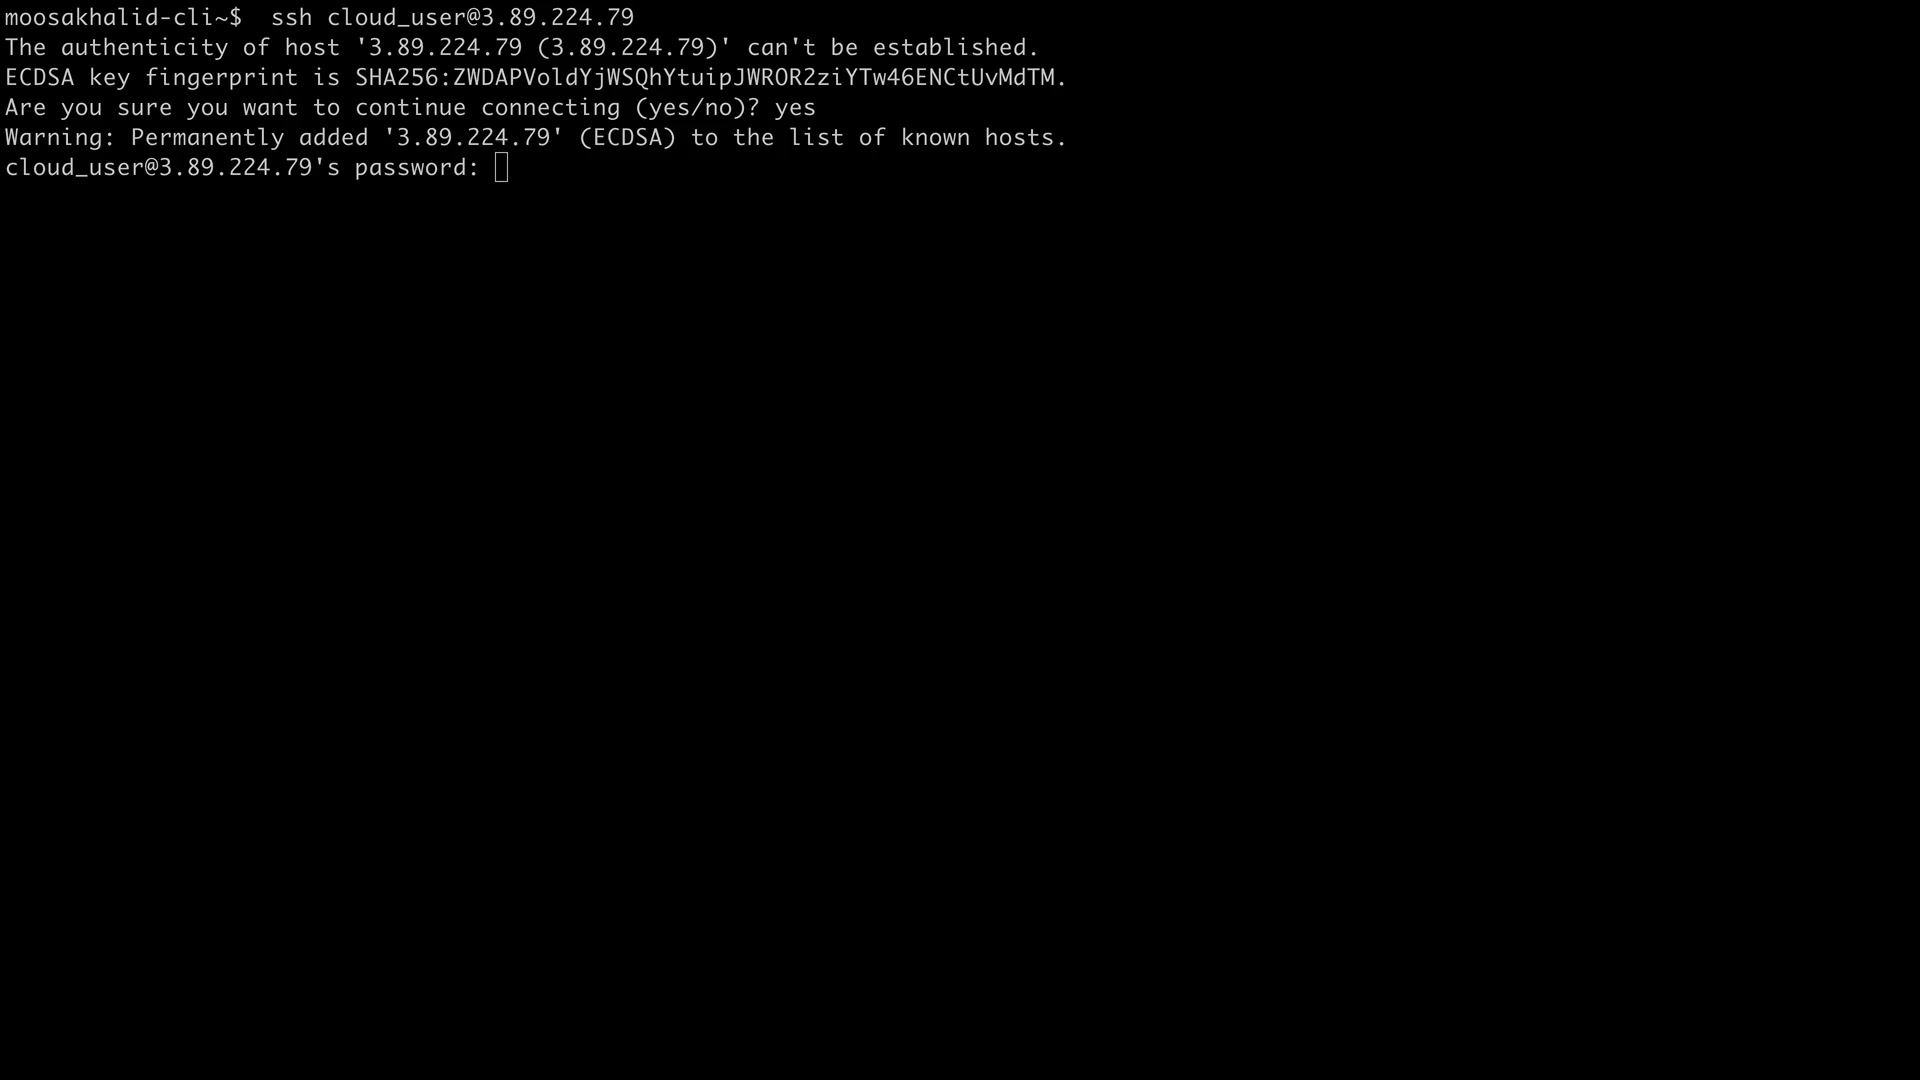 moosakhalid-cli~$  ssh cloud_user@3.89.224.79
The authenticity of host '3.89.224.79 (3.89.224.79)' can't be established.
ECDSA key fingerprint is SHA256:ZWDAPVoldYjWSQhYtuipJWROR2ziYTw46ENCtUvMdTM.
Are you sure you want to continue connecting (yes/no)? yes
Warning: Permanently added '3.89.224.79' (ECDSA) to the list of known hosts.
cloud_user@3.89.224.79's password: